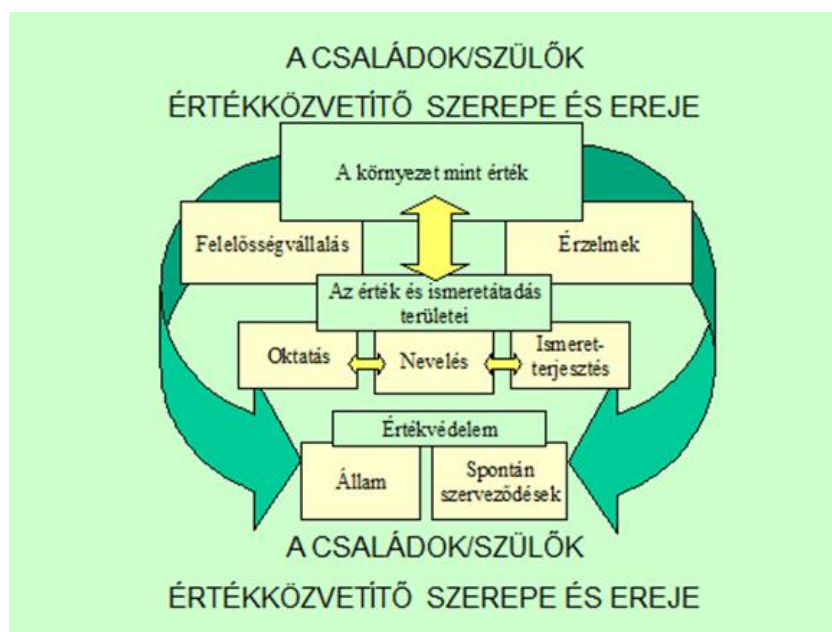 A CSALÁDOK/SZÜLŐK
ÉRTÉKKÖZVETÍTŐ SZEREPE ÉS EREJE
A környezet mint érték
Felelősségvállalás
Érzelmek
Az érték és ismeretátadás
területei
Oktatás
Nevelés
Ismeret-
terjesztés
Értékvédelem
Állam
Spontán
szerveződések
A CSALÁDOK/SZÜLŐK
ÉRTÉKKÖZVETÍTŐ SZEREPE ÉS EREJE